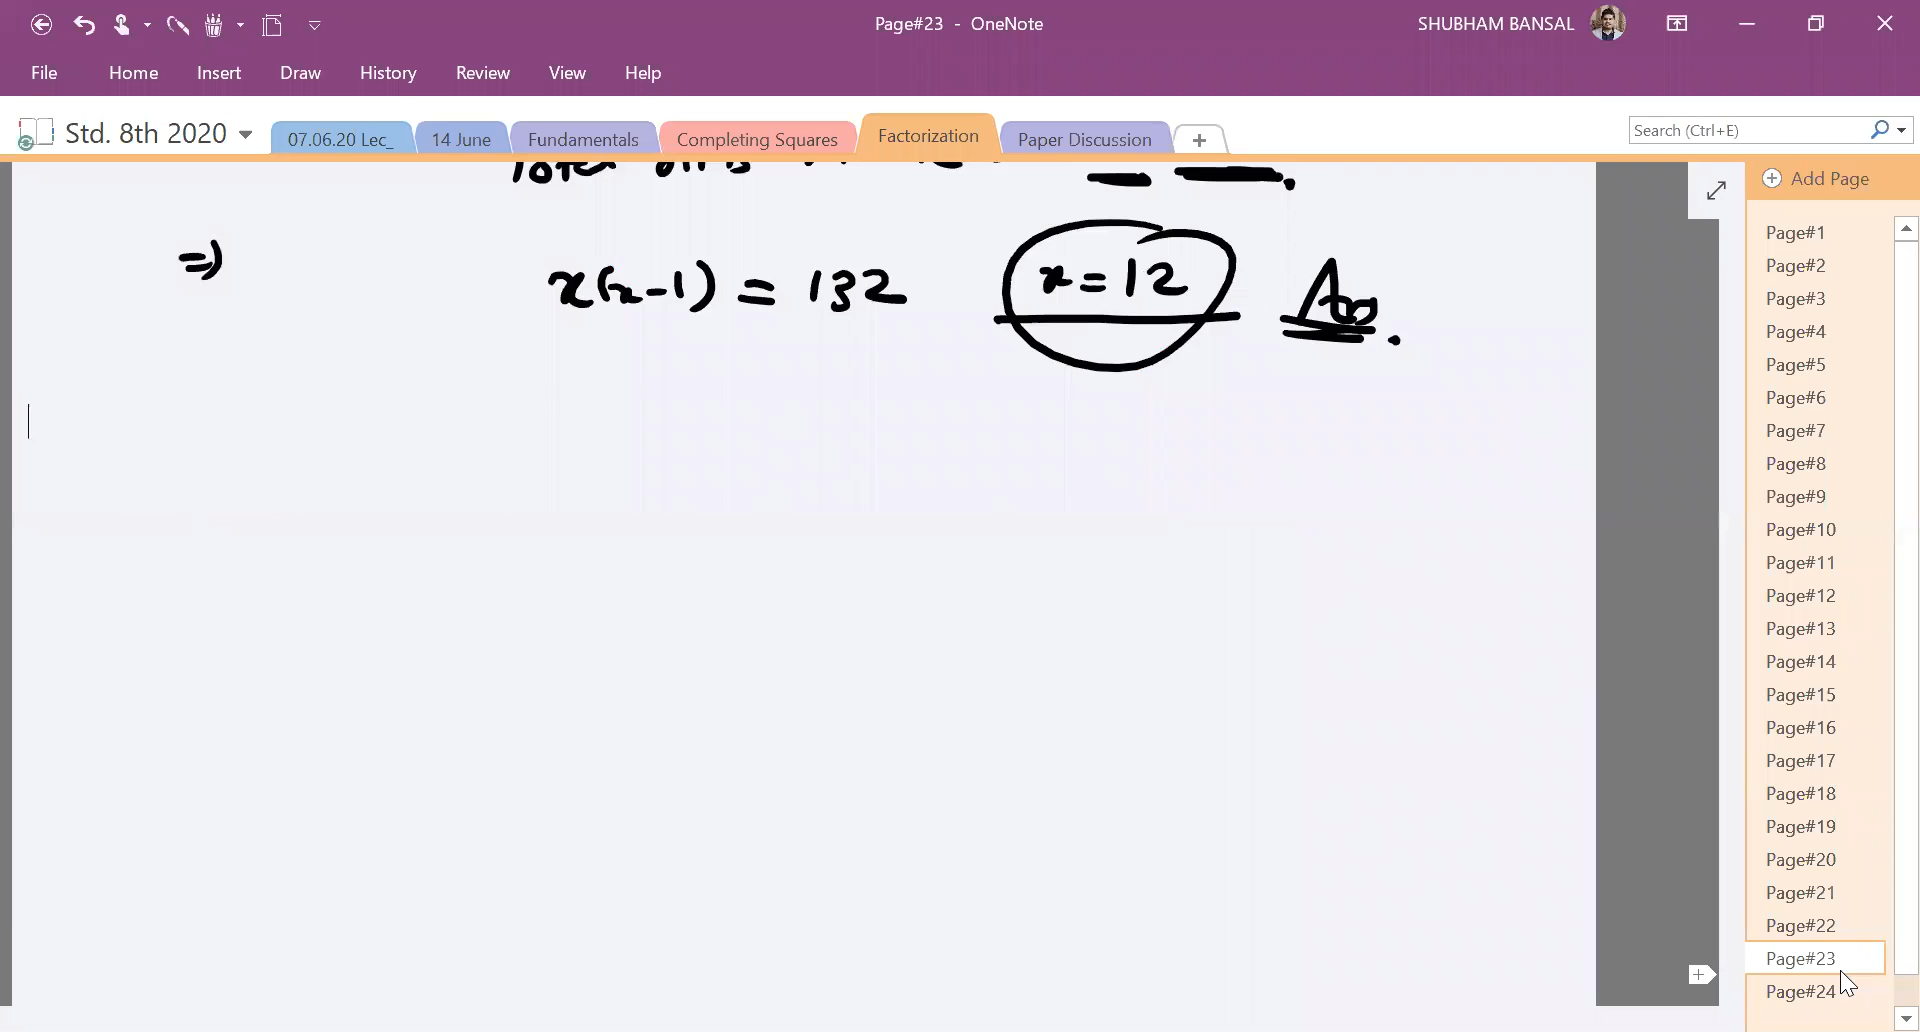 Page#23 - OneNote
SHUBHAM BANSAL
File Home Insert Draw History Review View Help
Std. 8th 2020
07.06.20 Lec_
14 June
Fundamentals
Completing Squares
Factorization
Paper Discussion
+
Search (Ctrl+E)
⇒ x(x-1) = 132 x = 12 Ans.
Add Page
Page#1
Page#2
Page#3
Page#4
Page#5
Page#6
Page#7
Page#8
Page#9
Page#10
Page#11
Page#12
Page#13
Page#14
Page#15
Page#16
Page#17
Page#18
Page#19
Page#20
Page#21
Page#22
Page#23
Page#24